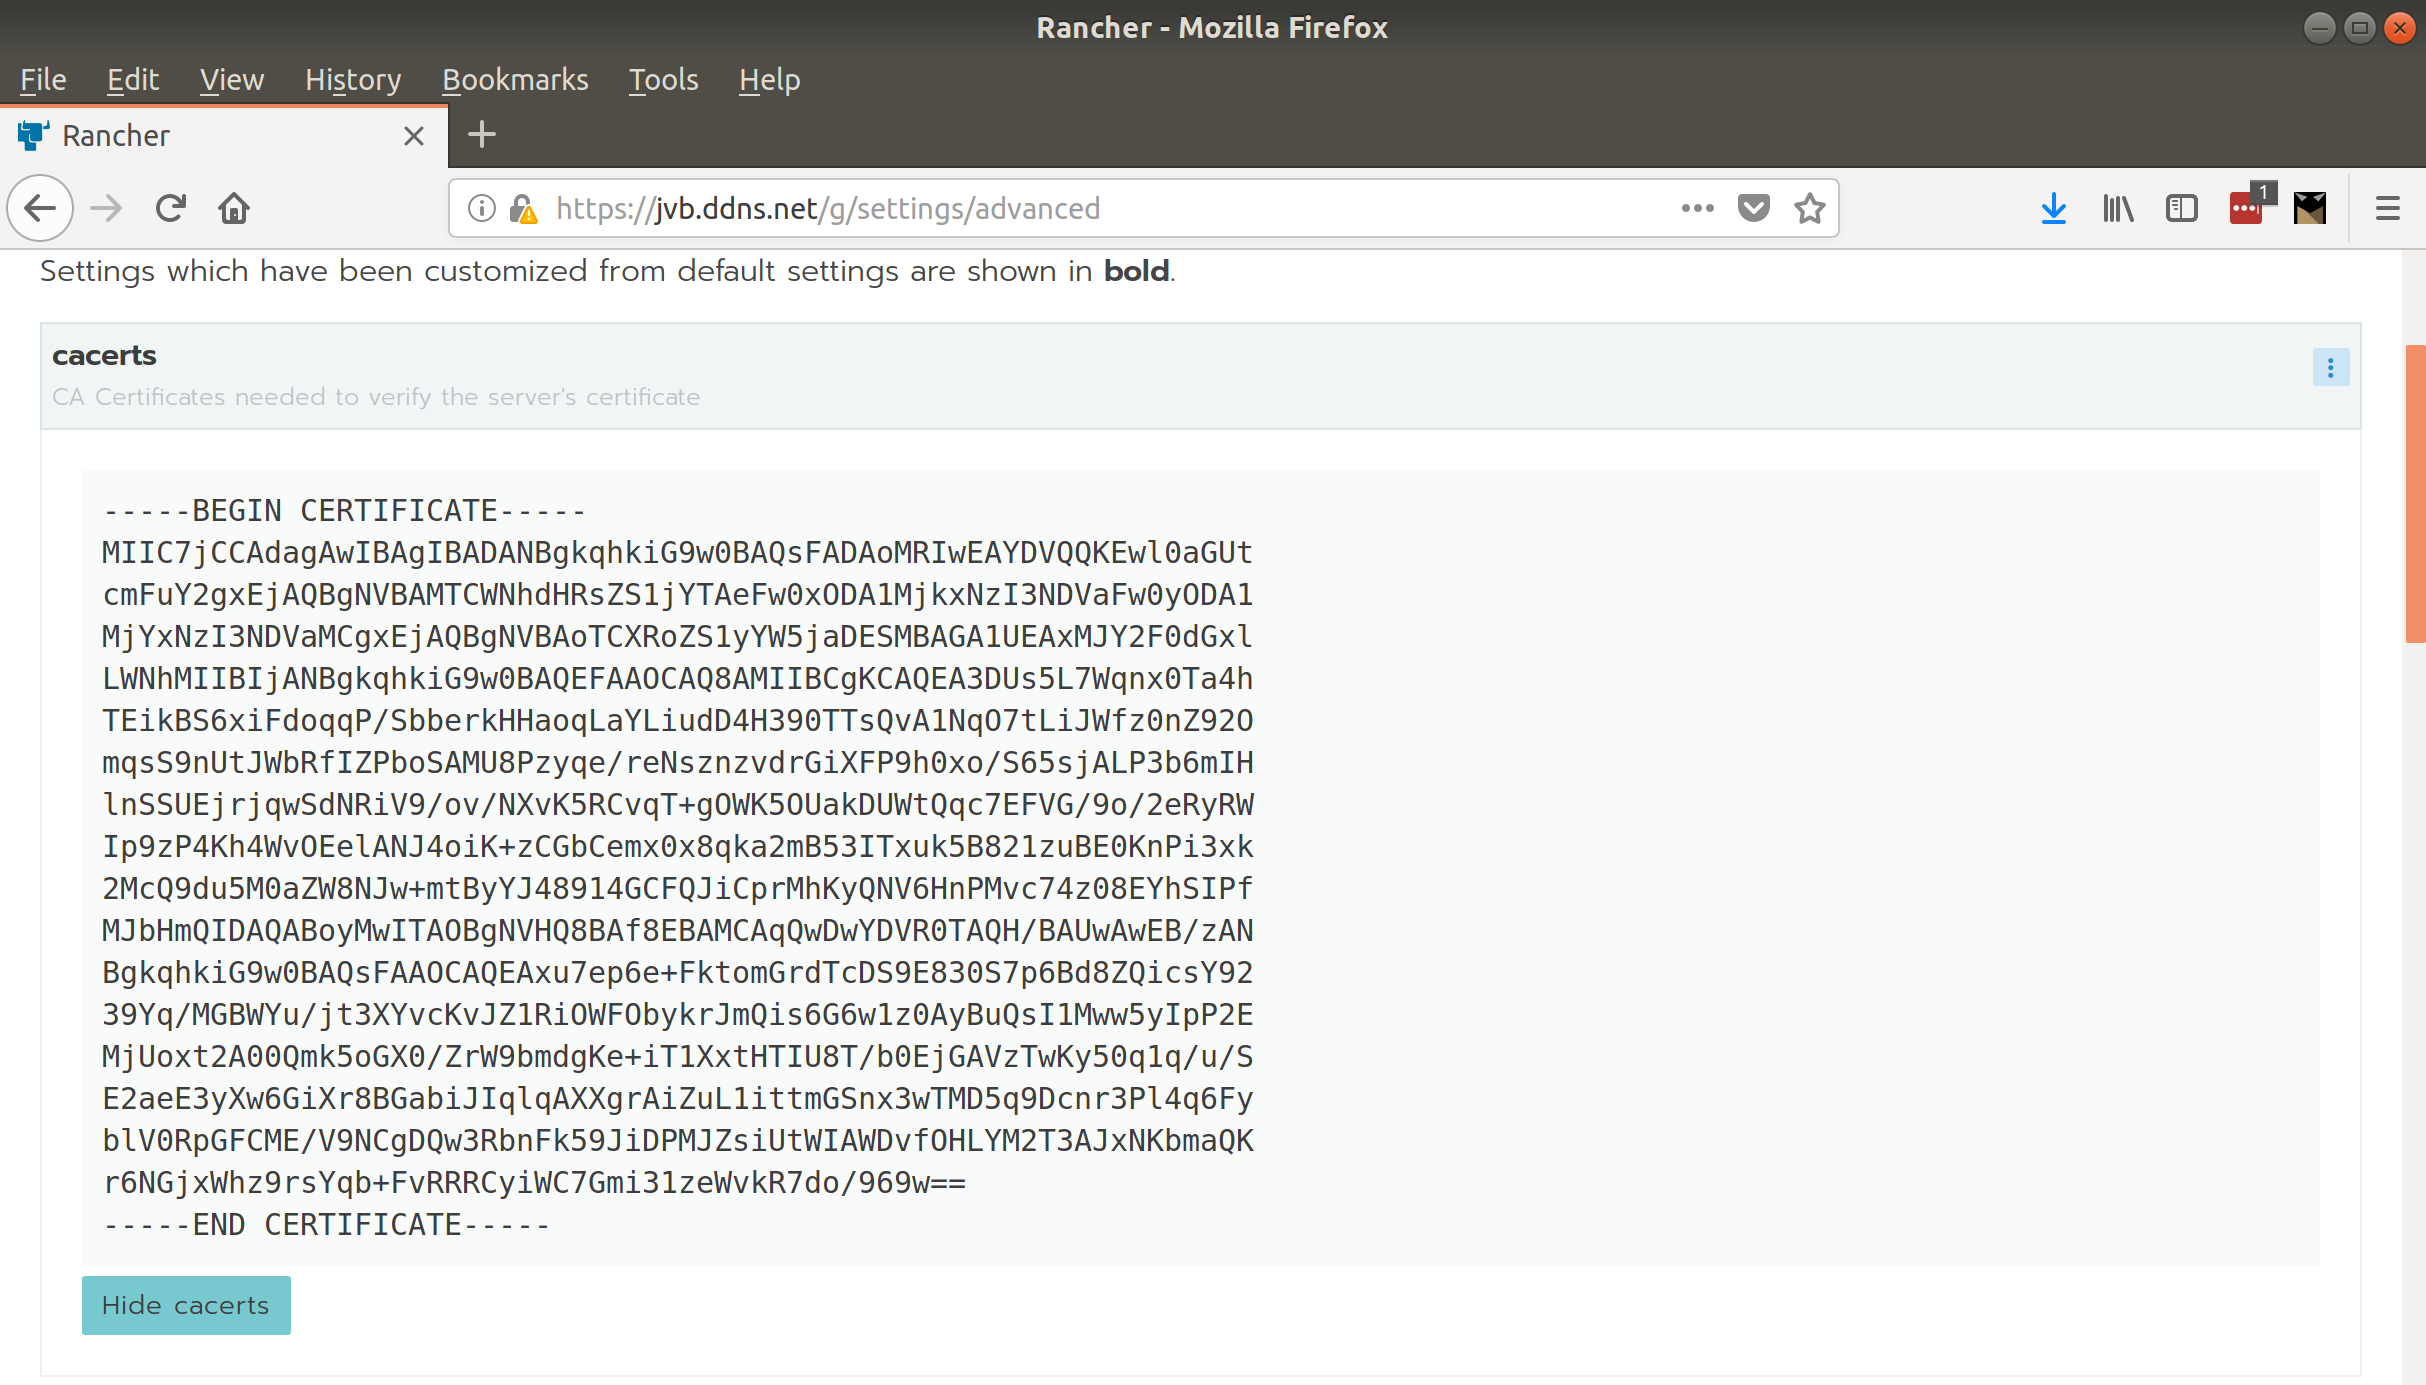 Rancher - Mozilla Firefox
File Edit View History Bookmarks Tools Help
Rancher
https://jvb.ddns.net/g/settings/advanced
1
Settings which have been customized from default settings are shown in bold.
cacerts
CA Certificates needed to verify the server's certificate
-----BEGIN CERTIFICATE-----
MIIC7jCCAdagAwIBAgIBADANBgkqhkiG9w0BAQsFADAoMRIwEAYDVQQKEwl0aGUt
cmFuY2gxEjAQBgNVBAMTCWNhdHRsZS1jYTAeFw0xODA1MjkxNzI3NDVaFw0yODA1
MjYxNzI3NDVaMCgxEjAQBgNVBAoTCXRoZS1yYW5jaDESMBAGA1UEAxMJY2F0dGxl
LWNhMIIBIjANBgkqhkiG9w0BAQEFAAOCAQ8AMIIBCgKCAQEA3DUs5L7Wqnx0Ta4h
TEikBS6xiFdoqqP/SbberkHHaoqLaYLiudD4H390TTsQvA1NqO7tLiJWfz0nZ92O
mqsS9nUtJWbRfIZPboSAMU8Pzyqe/reNsznzvdrGiXFP9h0xo/S65sjALP3b6mIH
lnSSUEjrjqwSdNRiV9/ov/NXvK5RCvqT+gOWK5OUakDUWtQqc7EFVG/9o/2eRyRW
Ip9zP4Kh4WvOEelANJ4oiK+zCGbCemx0x8qka2mB53ITxuk5B821zuBE0KnPi3xk
2McQ9du5M0aZW8NJw+mtByYJ48914GCFQJiCprMhKyQNV6HnPMvc74z08EYhSIPf
MJbHmQIDAQABoyMwITAOBgNVHQ8BAf8EBAMCAqQwDwYDVR0TAQH/BAUwAwEB/zAN
BgkqhkiG9w0BAQsFAAOCAQEAxu7ep6e+FktomGrdTcDS9E830S7p6Bd8ZQicsY92
39Yq/MGBWYu/jt3XYvcKvJZ1RiOWFObykrJmQis6G6w1z0AyBuQsI1Mww5yIpP2E
MjUoxt2A00Qmk5oGX0/ZrW9bmdgKe+iT1XxtHTIU8T/b0EjGAVzTwKy50q1q/u/S
E2aeE3yXw6GiXr8BGabiJIqlqAXXgrAiZuL1ittmGSnx3wTMD5q9Dcnr3Pl4q6Fy
blV0RpGFCME/V9NCgDQw3RbnFk59JiDPMJZsiUtWIAWDvfOHLYM2T3AJxNKbmaQK
r6NGjxWhz9rsYqb+FvRRRCyiWC7Gmi31zeWvkR7do/969w==
-----END CERTIFICATE-----
Hide cacerts